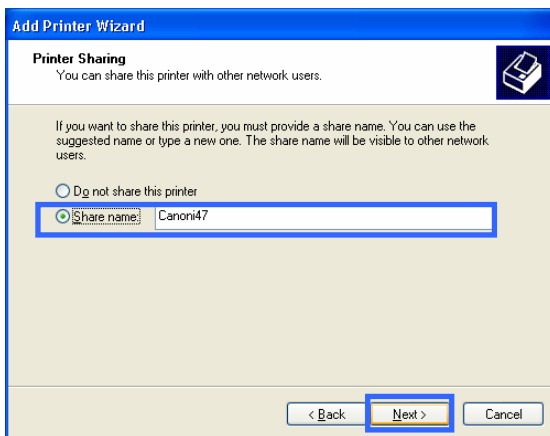 Add Printer Wizard
Printer Sharing
You can share this printer with other network users.
If you want to share this printer, you must provide a share name. You can use the
suggested name or type a new one. The share name will be visible to other network
users.
Do not share this printer
Share name: Canoni47
< Back Next > Cancel